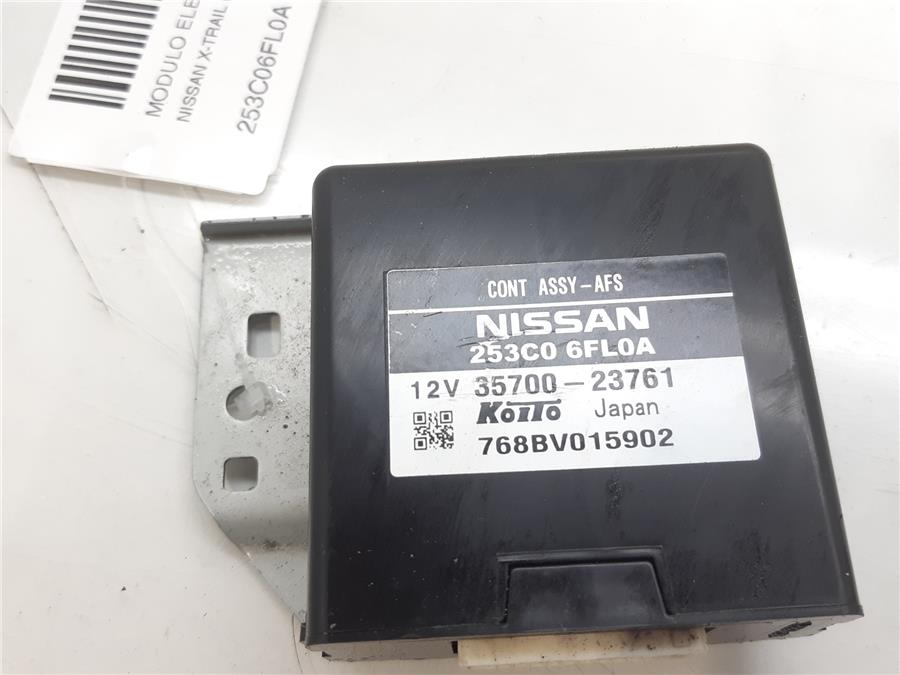 MODULO ELE
NISSAN X-TRAIL
253C06FL0A
CONT ASSY-AFS
NISSAN
253C0 6FL0A
12V 35700-23761
KOITO Japan
768BV015902